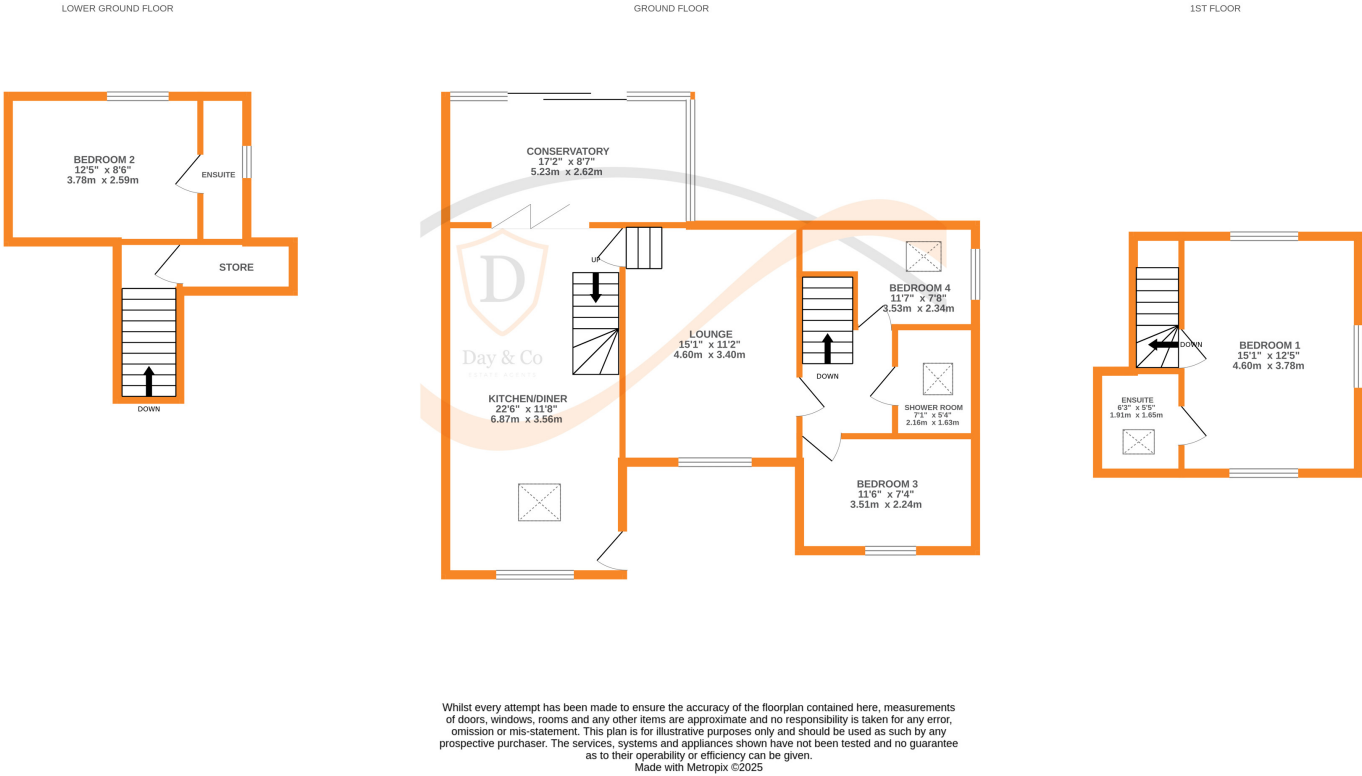 LOWER GROUND FLOOR
BEDROOM 2
12'5" x 8'6"
3.78m x 2.59m
ENSUITE
STORE
DOWN
GROUND FLOOR
CONSERVATORY
17'2" x 8'7"
5.23m x 2.62m
UP
D
Day & Co
ESTATE AGENTS
KITCHEN/DINER
22'6" x 11'8"
6.87m x 3.56m
LOUNGE
15'1" x 11'2"
4.60m x 3.40m
BEDROOM 4
11'7" x 7'8"
3.53m x 2.34m
DOWN
SHOWER ROOM
7'1" x 5'4"
2.16m x 1.63m
BEDROOM 3
11'6" x 7'4"
3.51m x 2.24m
1ST FLOOR
DOWN
BEDROOM 1
15'1" x 12'5"
4.60m x 3.78m
ENSUITE
6'3" x 5'5"
1.91m x 1.65m
Whilst every attempt has been made to ensure the accuracy of the floorplan contained here, measurements
of doors, windows, rooms and any other items are approximate and no responsibility is taken for any error,
omission or mis-statement. This plan is for illustrative purposes only and should be used as such by any
prospective purchaser. The services, systems and appliances shown have not been tested and no guarantee
as to their operability or efficiency can be given.
Made with Metropix ©2025